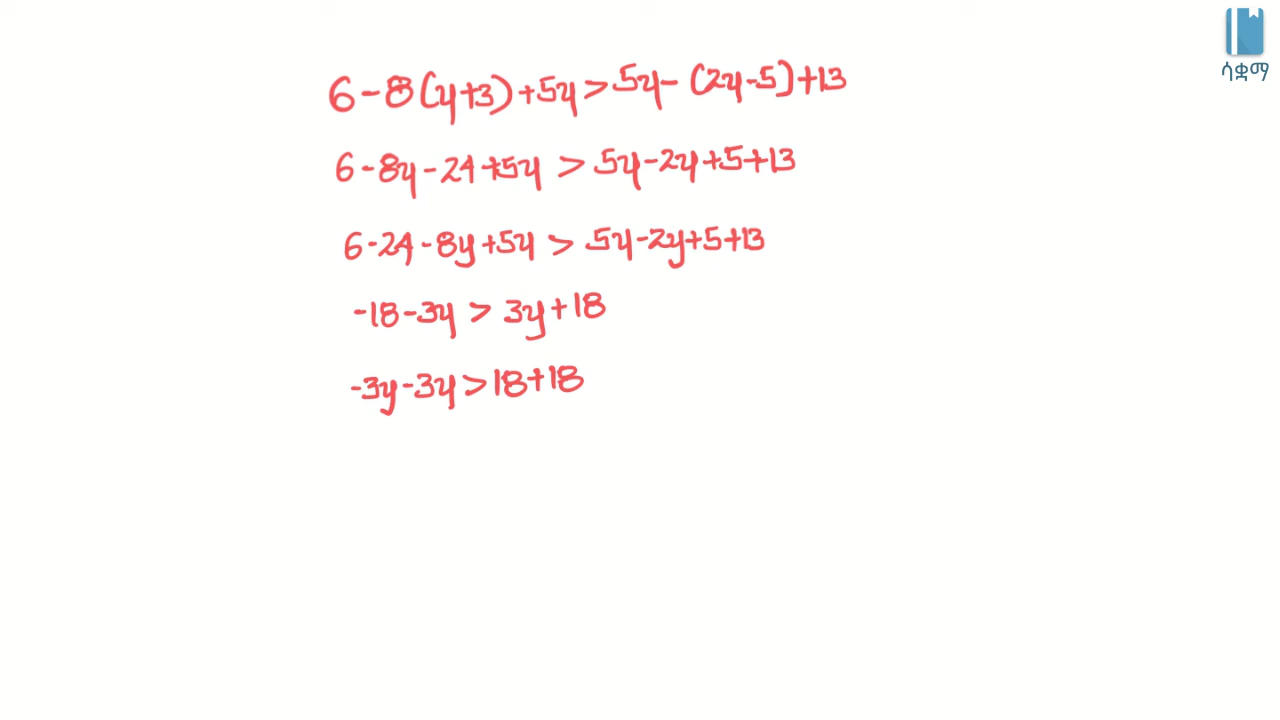 6-8(y+3)+5y>5y-(2y-5)+13
6-8y-24+5y>5y-2y+5+13
6-24-8y+5y>5y-2y+5+13
-18-3y>3y+18
-3y-3y>18+18
ሳቋማ